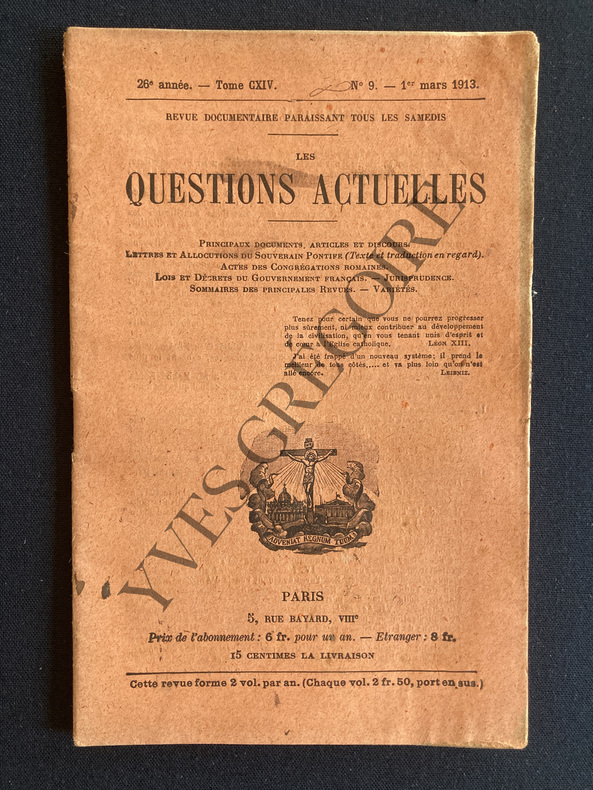 26e année. — Tome CXIV. N° 9. — 1er mars 1913.
REVUE DOCUMENTAIRE PARAISSANT TOUS LES SAMEDIS
LES
QUESTIONS ACTUELLES
PRINCIPAUX DOCUMENTS, ARTICLES ET DISCOURS.
LETTRES ET ALLOCUTIONS DU SOUVERAIN PONTIFE (Texte et traduction en regard).
ACTES DES CONGRÉGATIONS ROMAINES.
LOIS ET DÉCRETS DU GOUVERNEMENT FRANÇAIS. — JURISPRUDENCE.
SOMMAIRES DES PRINCIPALES REVUES. — VARIÉTÉS.
Tenez pour certain que vous ne pourrez progresser
plus sûrement, ni mieux contribuer au développement
de la civilisation, qu'en vous tenant unis d'esprit et
de cœur à l'Eglise catholique. LÉON XIII.
J'ai été frappé d'un nouveau système; il prend le
meilleur de tous côtés..... et va plus loin qu'on n'est
allé encore. LEIBNIZ.
ADVENIAT REGNUM TUUM
PARIS
5, RUE BAYARD, VIIIe
Prix de l'abonnement : 6 fr. pour un an. — Etranger : 8 fr.
15 CENTIMES LA LIVRAISON
Cette revue forme 2 vol. par an. (Chaque vol. 2 fr. 50, port en sus.)
YVES GREGOIRE